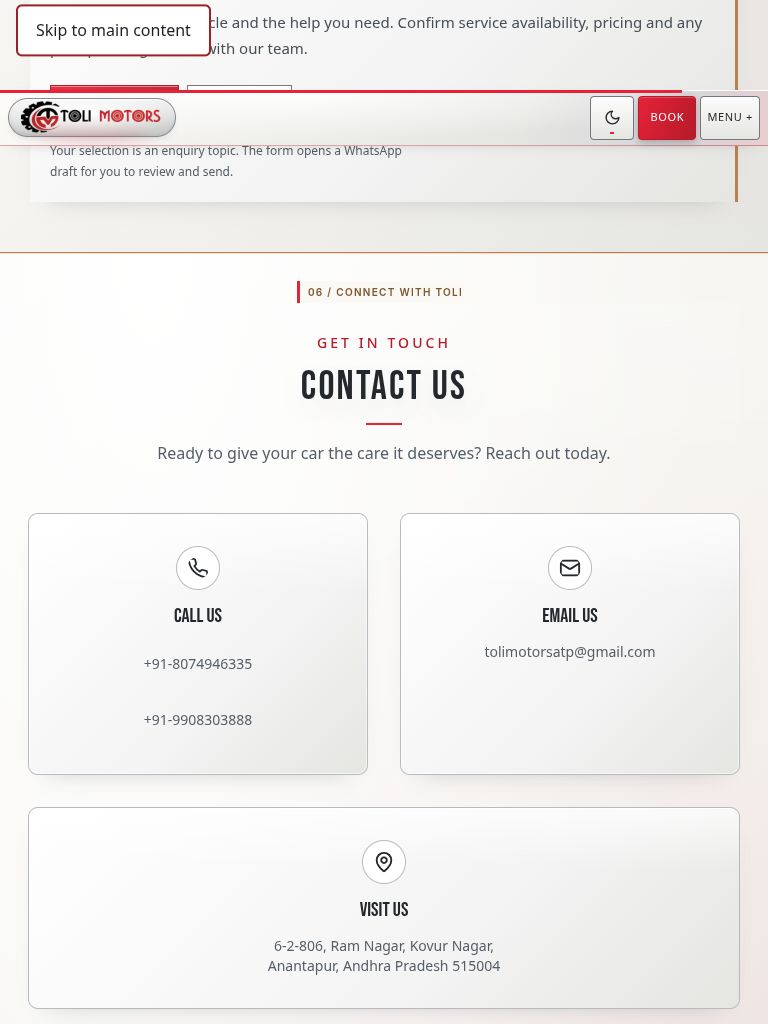 Skip to main content
cle and the help you need. Confirm service availability, pricing and any
with our team.
TOLI MOTORS
BOOK
MENU +
Your selection is an enquiry topic. The form opens a WhatsApp
draft for you to review and send.
06 / CONNECT WITH TOLI
GET IN TOUCH
CONTACT US
Ready to give your car the care it deserves? Reach out today.
CALL US
+91-8074946335
+91-9908303888
EMAIL US
tolimotorsatp@gmail.com
VISIT US
6-2-806, Ram Nagar, Kovur Nagar,
Anantapur, Andhra Pradesh 515004